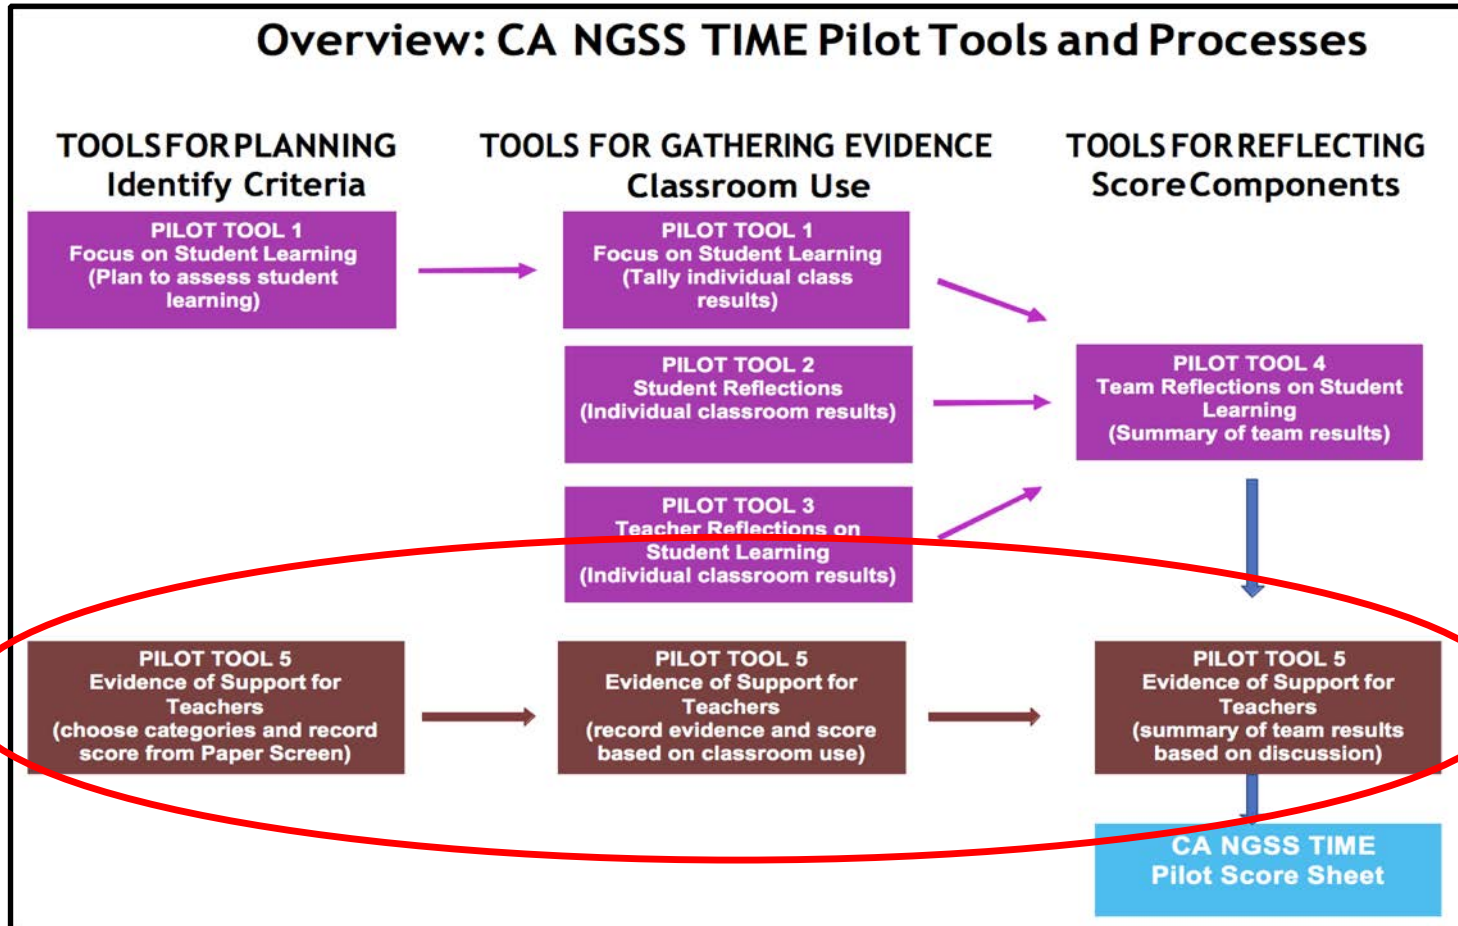 Overview: CA NGSS TIME Pilot Tools and Processes
TOOLS FOR PLANNING
Identify Criteria
TOOLS FOR GATHERING EVIDENCE
Classroom Use
TOOLS FOR REFLECTING
Score Components
PILOT TOOL 1
Focus on Student Learning
(Plan to assess student
learning)
PILOT TOOL 1
Focus on Student Learning
(Tally individual class
results)
PILOT TOOL 2
Student Reflections
(Individual classroom results)
PILOT TOOL 4
Team Reflections on Student
Learning
(Summary of team results)
PILOT TOOL 3
Teacher Reflections on
Student Learning
(Individual classroom results)
PILOT TOOL 5
Evidence of Support for
Teachers
(choose categories and record
score from Paper Screen)
PILOT TOOL 5
Evidence of Support for
Teachers
(record evidence and score
based on classroom use)
PILOT TOOL 5
Evidence of Support for
Teachers
(summary of team results
based on discussion)
CA NGSS TIME
Pilot Score Sheet